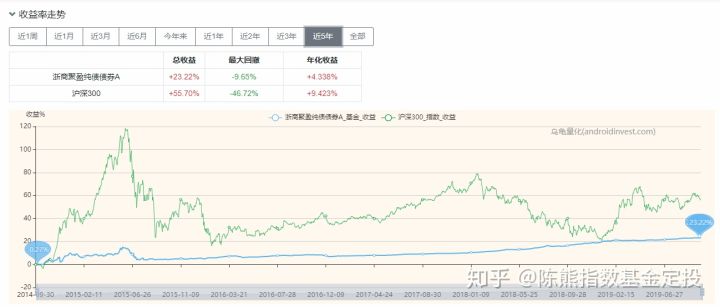 收益率走势
近1周 近1月 近3月 近6月 今年来 近1年 近2年 近3年 近5年 全部
总收益 最大回撤 年化收益
浙商聚盈纯债债券A +23.22% -9.65% +4.338%
沪深300 +55.70% -46.72% +9.423%
收益%
浙商聚盈纯债债券A_基金_收益 沪深300_指数_收益
乌龟量化(androidinvest.com)
120
100
80
60
40
20
0
-20
23.22%
2014-09-30 2015-02-11 2015-06-26 2015-11-09 2016-03-21 2016-07-28 2016-12-09 2017-04-24 2017-08-30 2018-01-09 2018-05-25 2018-09-28 2019-02-15 2019-06-27
知乎 @陈熊指数基金定投